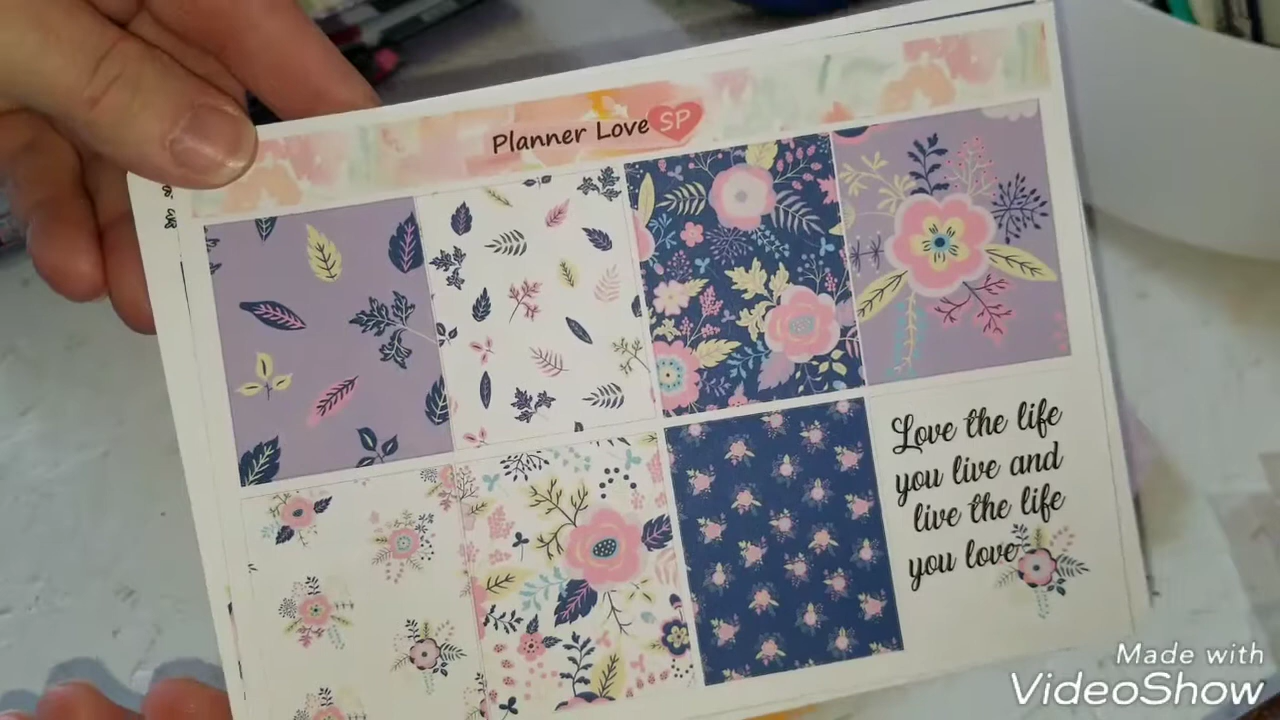 Planner Love SP
Love the life
you live and
live the life
you love
Made with
VideoShow